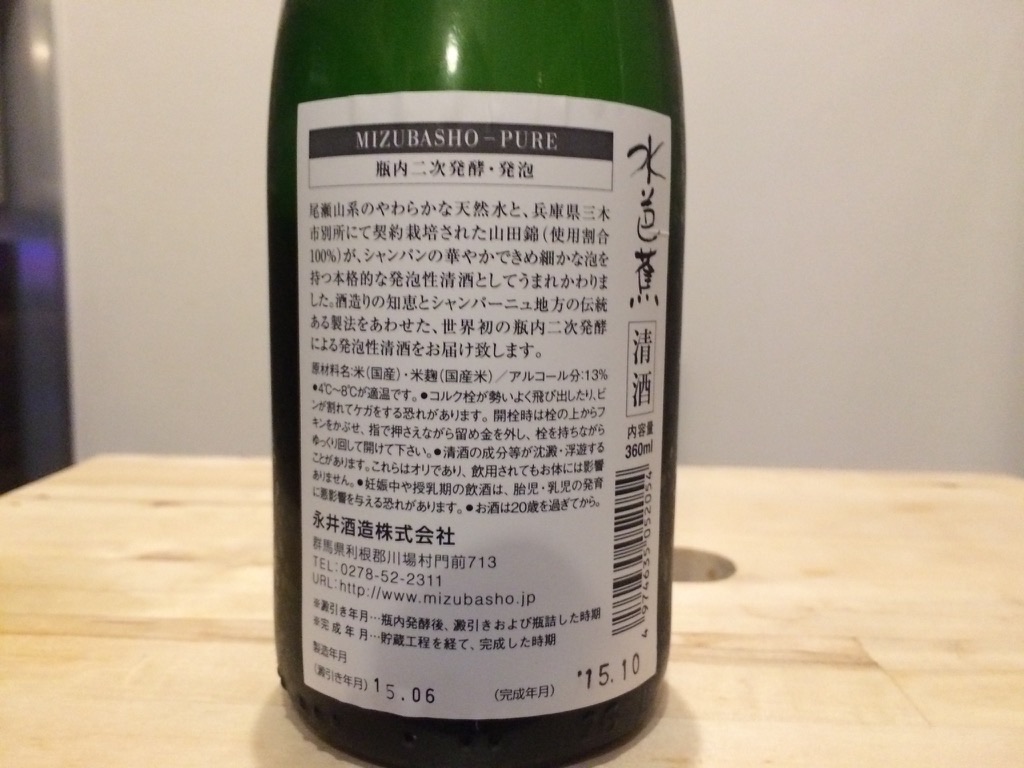 MIZUBASHO－PURE
瓶内二次発酵・発泡
尾瀬山系のやわらかな天然水と、兵庫県三木
市別所にて契約栽培された山田錦（使用割合
100%）が、シャンパンの華やかできめ細かな泡を
持つ本格的な発泡性清酒としてうまれかわりま
した。酒造りの知恵とシャンパーニュ地方の伝統
ある製法をあわせた、世界初の瓶内二次発酵
による発泡性清酒をお届け致します。
原材料名:米（国産）・米麹（国産米）／アルコール分:13%
●4℃〜8℃が適温です。●コルク栓が勢いよく飛び出したり、ビ
ンが割れてケガをする恐れがあります。開栓時は栓の上からフ
キンをかぶせ、指で押さえながら留め金を外し、栓を持ちながら
ゆっくり回して開けて下さい。●清酒の成分等が沈澱・浮遊する
ことがあります。これらはオリであり、飲用されてもお体には影響
ありません。●妊娠中や授乳期の飲酒は、胎児・乳児の発育
に悪影響を与える恐れがあります。●お酒は20歳を過ぎてから。
永井酒造株式会社
群馬県利根郡川場村門前713
TEL:0278-52-2311
URL:http://www.mizubasho.jp
※澱引き年月…瓶内発酵後、澱引きおよび瓶詰した時期
※完成年月…貯蔵工程を経て、完成した時期
製造年月
（澱引き年月）15.06　（完成年月）'15.10
水芭蕉
清酒
内容量
360ml
4 974635 052054